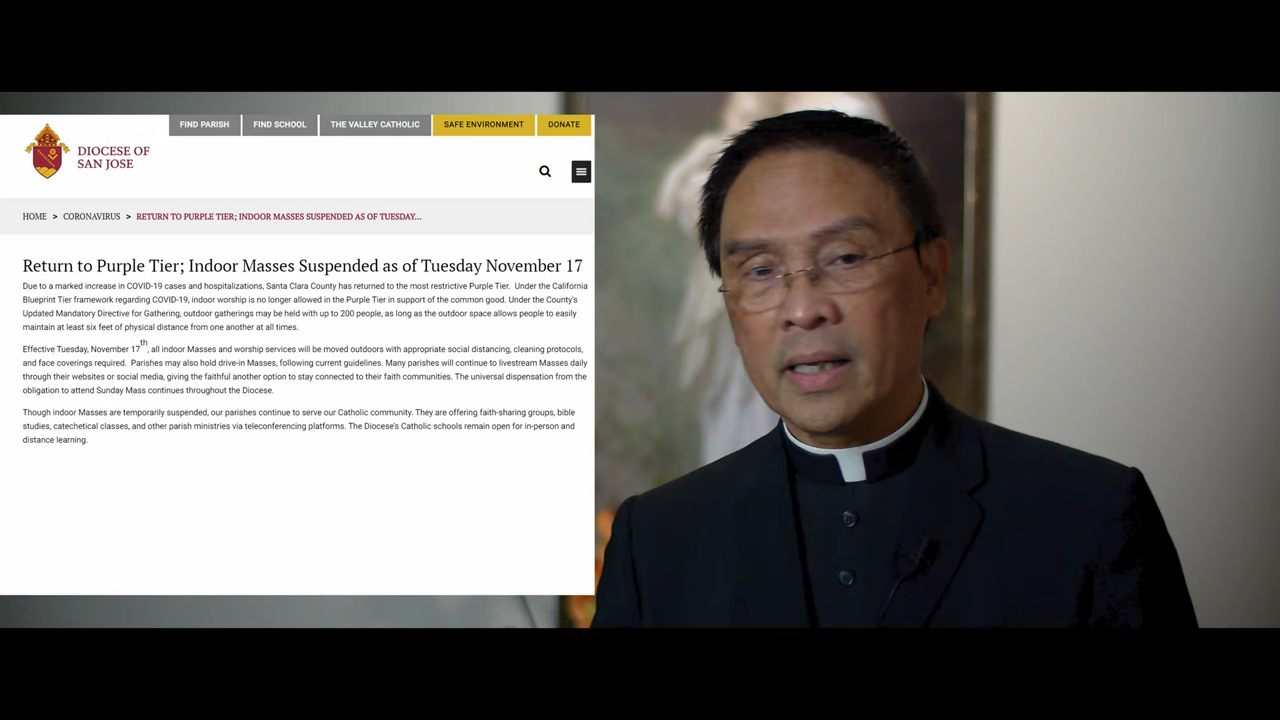 FIND PARISH
FIND SCHOOL
THE VALLEY CATHOLIC
SAFE ENVIRONMENT
DONATE
DIOCESE OF
SAN JOSE
HOME > CORONAVIRUS > RETURN TO PURPLE TIER; INDOOR MASSES SUSPENDED AS OF TUESDAY...
Return to Purple Tier; Indoor Masses Suspended as of Tuesday November 17
Due to a marked increase in COVID-19 cases and hospitalizations, Santa Clara County has returned to the most restrictive Purple Tier. Under the California
Blueprint Tier framework regarding COVID-19, indoor worship is no longer allowed in the Purple Tier in support of the common good. Under the County's
Updated Mandatory Directive for Gathering, outdoor gatherings may be held with up to 200 people, as long as the outdoor space allows people to easily
maintain at least six feet of physical distance from one another at all times.
Effective Tuesday, November 17th, all indoor Masses and worship services will be moved outdoors with appropriate social distancing, cleaning protocols,
and face coverings required. Parishes may also hold drive-in Masses, following current guidelines. Many parishes will continue to livestream Masses daily
through their websites or social media, giving the faithful another option to stay connected to their faith communities. The universal dispensation from the
obligation to attend Sunday Mass continues throughout the Diocese.
Though indoor Masses are temporarily suspended, our parishes continue to serve our Catholic community. They are offering faith-sharing groups, bible
studies, catechetical classes, and other parish ministries via teleconferencing platforms. The Diocese's Catholic schools remain open for in-person and
distance learning.